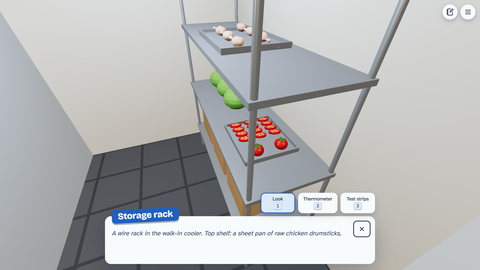 Look
1
Thermometer
2
Test strips
3
Storage rack
A wire rack in the walk-in cooler. Top shelf: a sheet pan of raw chicken drumsticks,